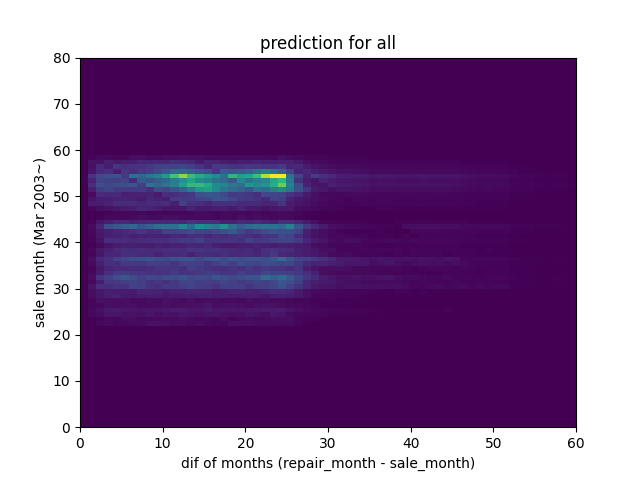 prediction for all
80
70
60
50
40
30
20
10
0
sale month (Mar 2003~)
0 10 20 30 40 50 60
dif of months (repair_month - sale_month)